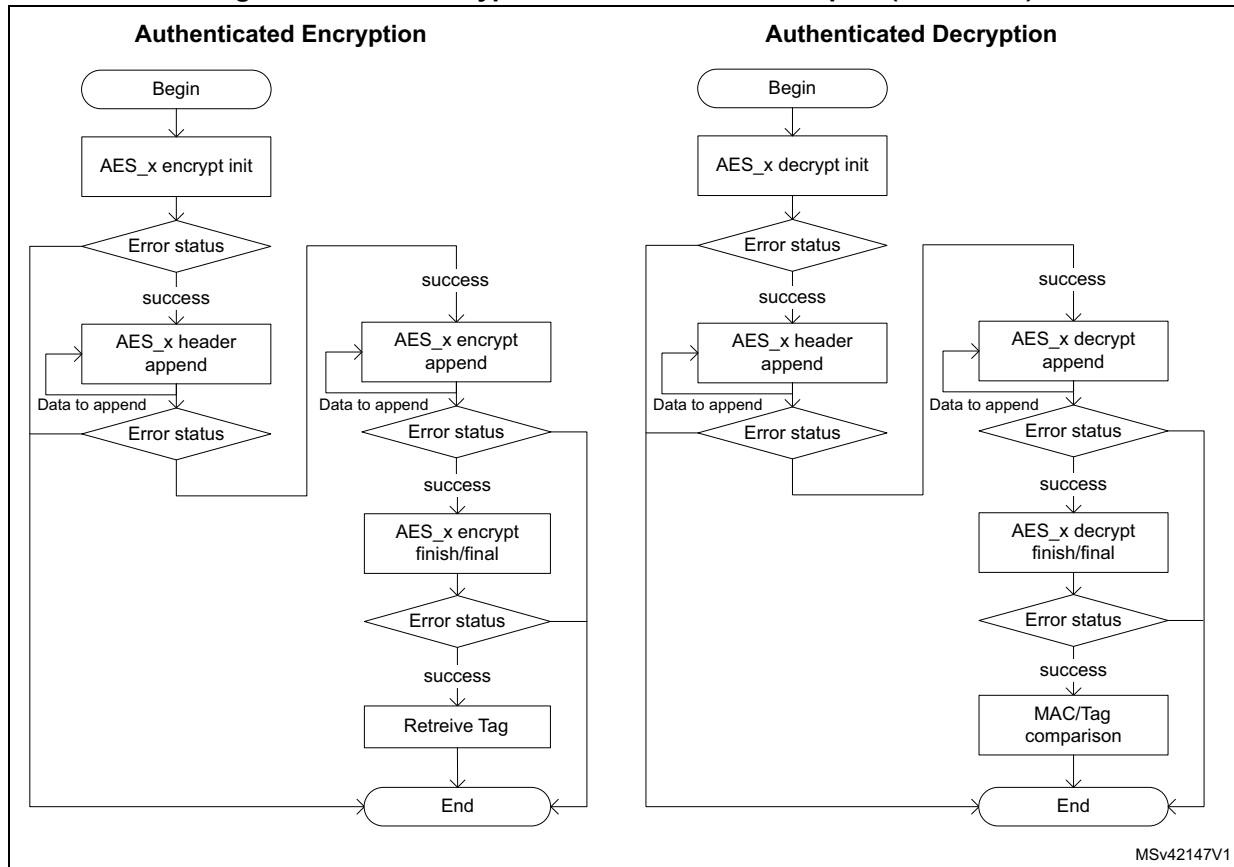 Authenticated Encryption
Begin
AES_x encrypt init
Error status
success
AES_x header
append
Data to append
Error status
success
AES_x encrypt
append
Data to append
Error status
success
AES_x encrypt
finish/final
Error status
success
Retreive Tag
End
Authenticated Decryption
Begin
AES_x decrypt init
Error status
success
AES_x header
append
Data to append
Error status
success
AES_x decrypt
append
Data to append
Error status
success
AES_x decrypt
finish/final
Error status
success
MAC/Tag
comparison
End
MSv42147V1